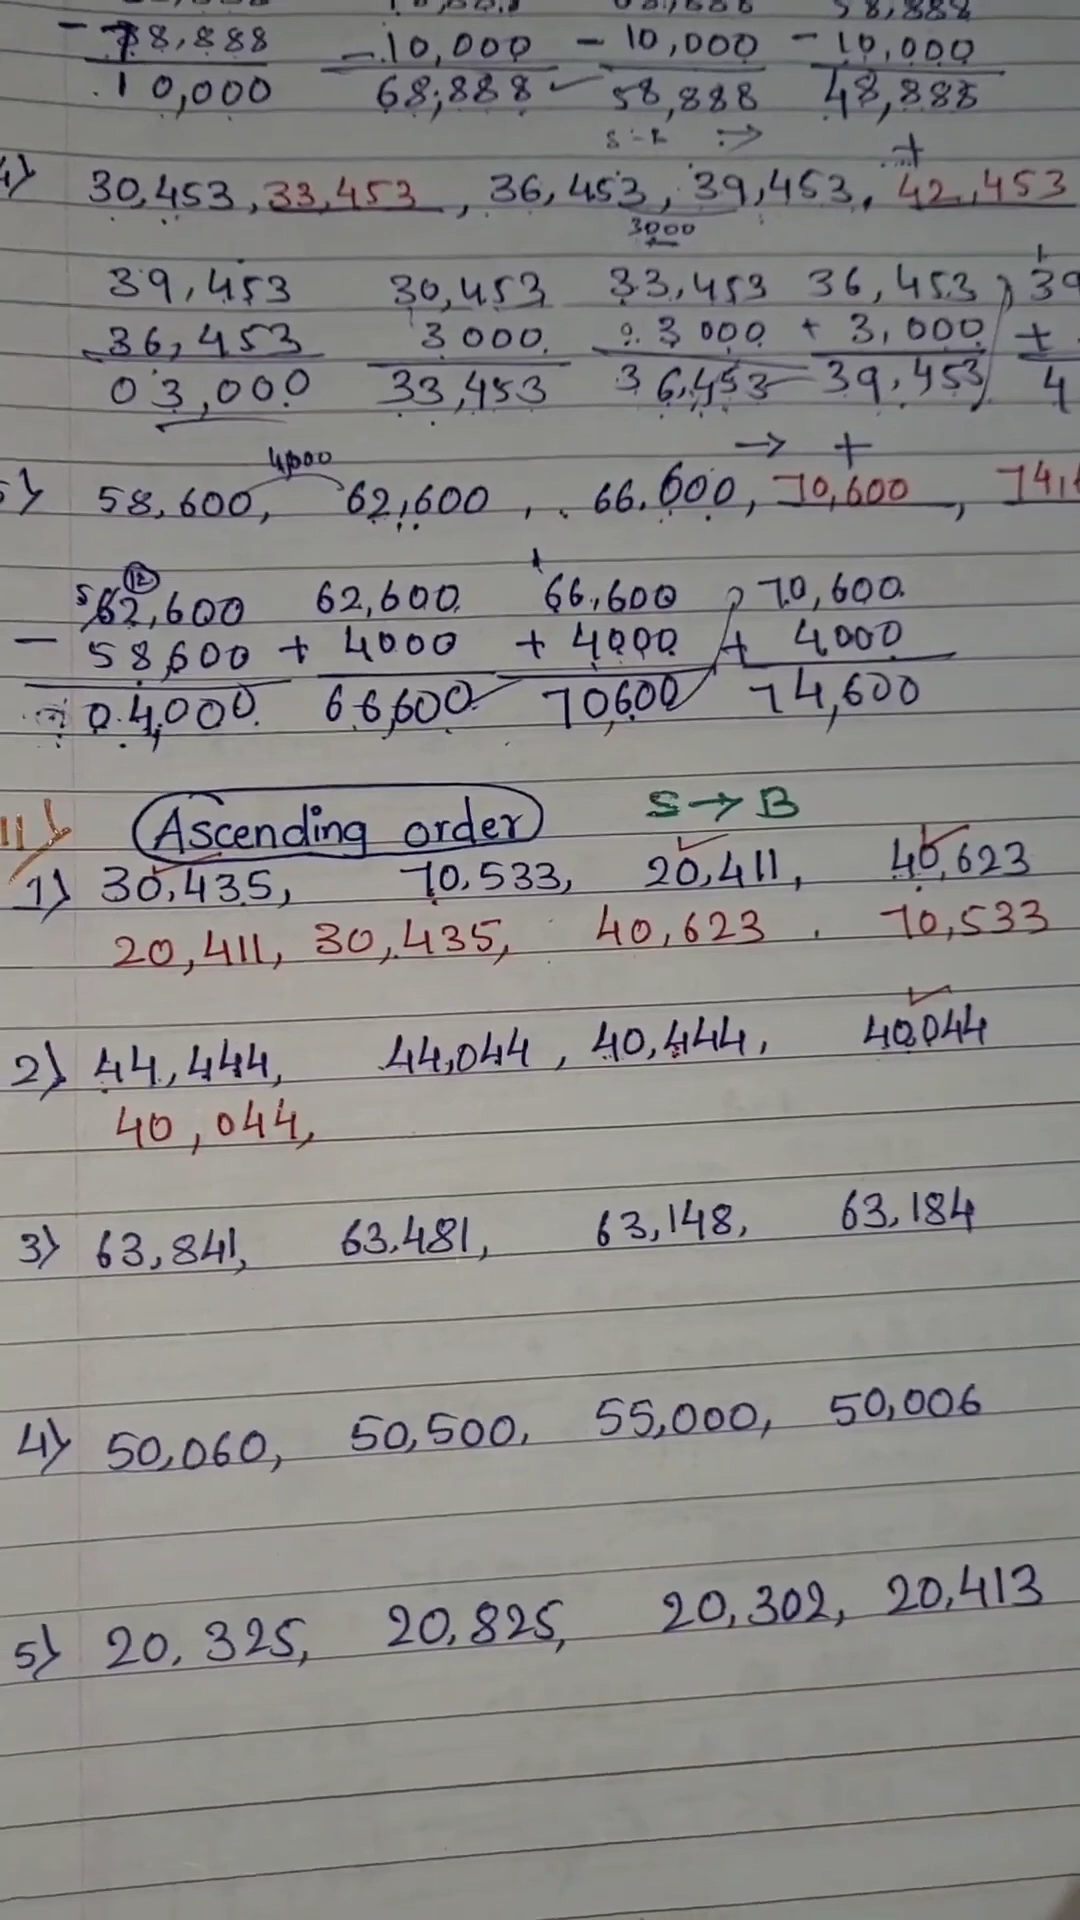 - 78,888 - 10,000 - 10,000 - 10,000
10,000 68,888 58,888 48,888
S - R → +
4) 30,453, 33,453, 36,453, 39,453, 42,453
3000
39,453 30,453 33,453 36,453, 39
- 36,453 3000 3000 + 3,000 +
03,000 33,453 36,453 39,453 4
4,000 → +
58,600, 62,600, 66,600, 70,600, 74,
5 12
62,600 62,600 66,600 70,600
- 58,600 + 4000 + 4000 + 4000
04,000 66,600 70,600 74,600
II) Ascending order S → B
1) 30,435, 70,533, 20,411, 40,623
20,411, 30,435, 40,623, 70,533
2) 44,444, 44,044, 40,444, 40,044
40,044,
3) 63,841, 63,481, 63,148, 63,184
4) 50,060, 50,500, 55,000, 50,006
5) 20,325, 20,825, 20,302, 20,413